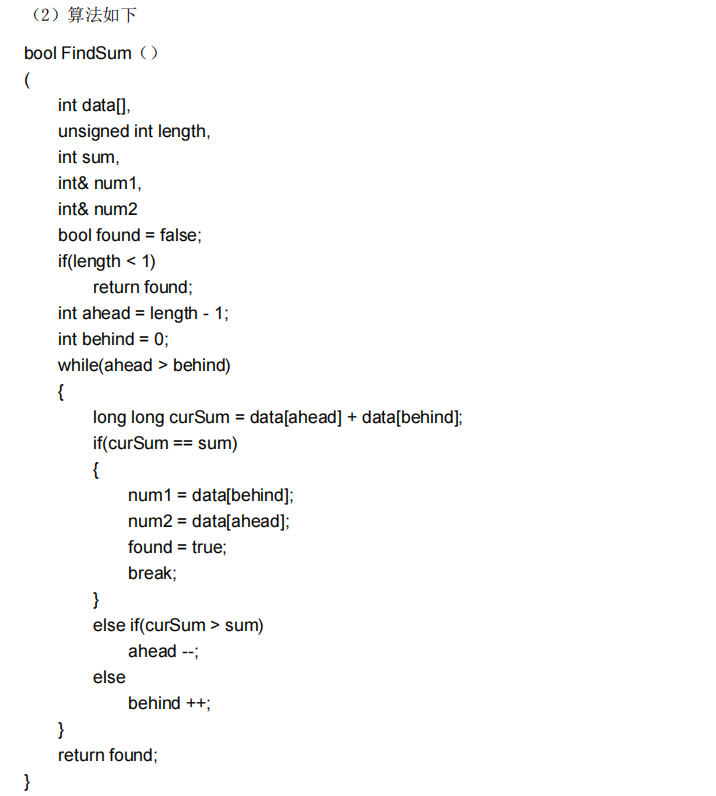 （2）算法如下
bool FindSum（）
(
int data[],
unsigned int length,
int sum,
int& num1,
int& num2
bool found = false;
if(length < 1)
return found;
int ahead = length - 1;
int behind = 0;
while(ahead > behind)
{
long long curSum = data[ahead] + data[behind];
if(curSum == sum)
{
num1 = data[behind];
num2 = data[ahead];
found = true;
break;
}
else if(curSum > sum)
ahead --;
else
behind ++;
}
return found;
}